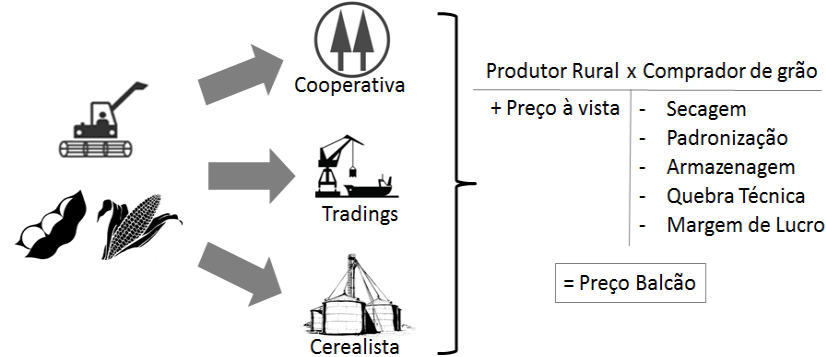 Cooperativa
Tradings
Cerealista
Produtor Rural x Comprador de grão
+ Preço à vista
- Secagem
- Padronização
- Armazenagem
- Quebra Técnica
- Margem de Lucro
= Preço Balcão